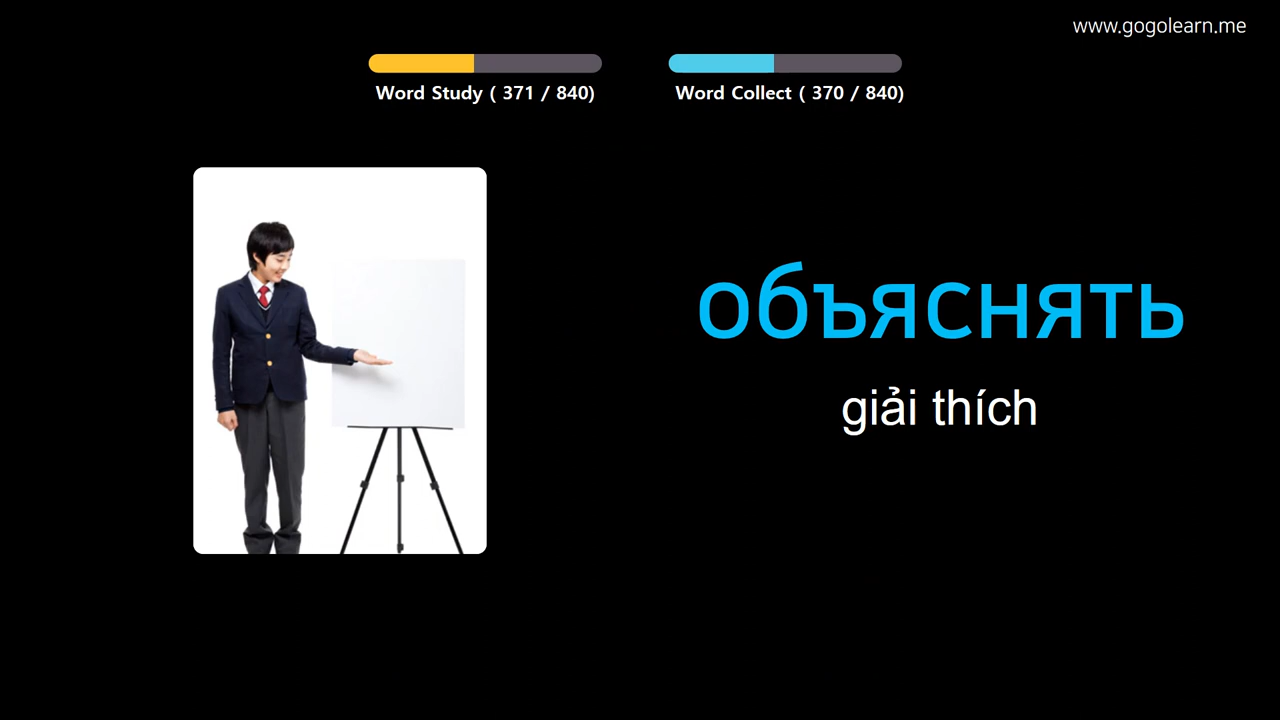 www.gogolearn.me
Word Study ( 371 / 840)
Word Collect ( 370 / 840)
объяснять
giải thích